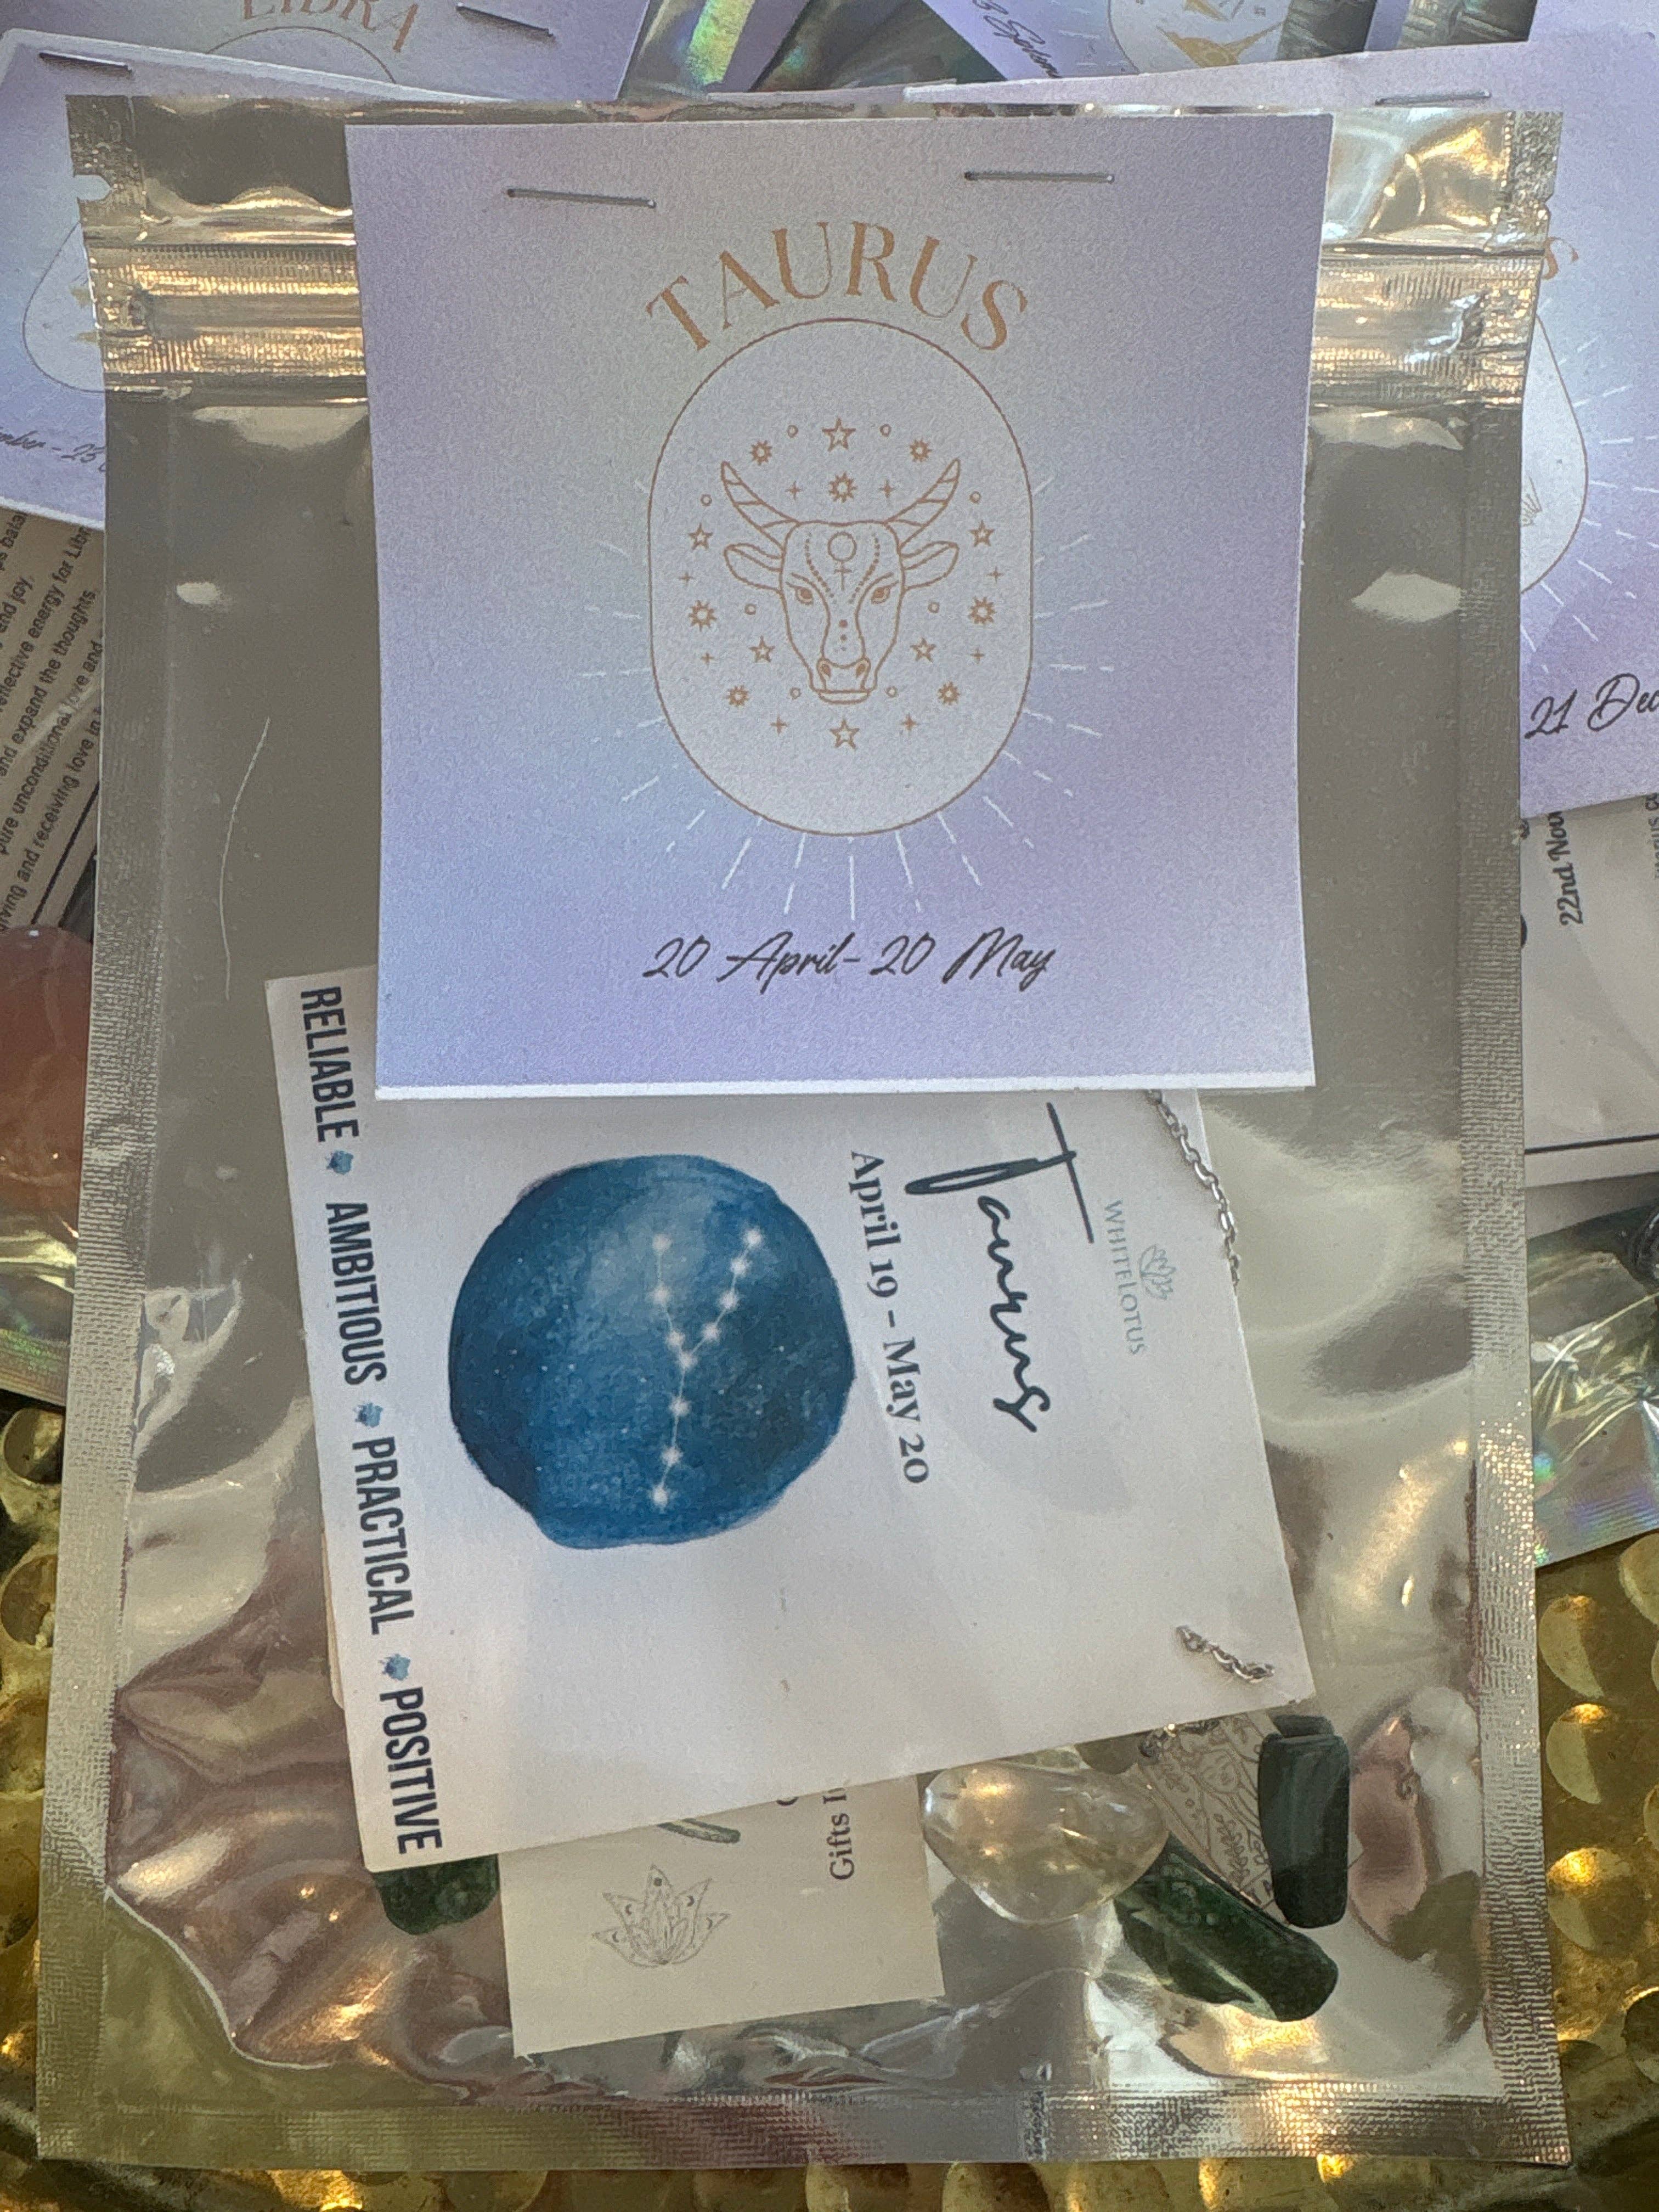 LIBRA
TAURUS
20 April - 20 May
21 Dec
22nd Nov
and joy.
effective energy for Libr
and expand the thoughts.
pure unconditional love and
giving and receiving love in
WHITELOTUS
Taurus
April 19 - May 20
RELIABLE AMBITIOUS PRACTICAL POSITIVE
Gifts